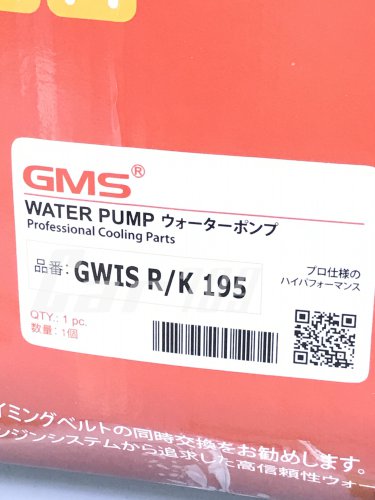 GMS®
WATER PUMP ウォーターポンプ
Professional Cooling Parts
品番: GWIS R/K 195
プロ仕様の
ハイパフォーマンス
QTY.: 1 pc.
数量: 1個
イミングベルトの同時交換をお勧めします。
ンジンシステムから追求した高信頼性ウォー